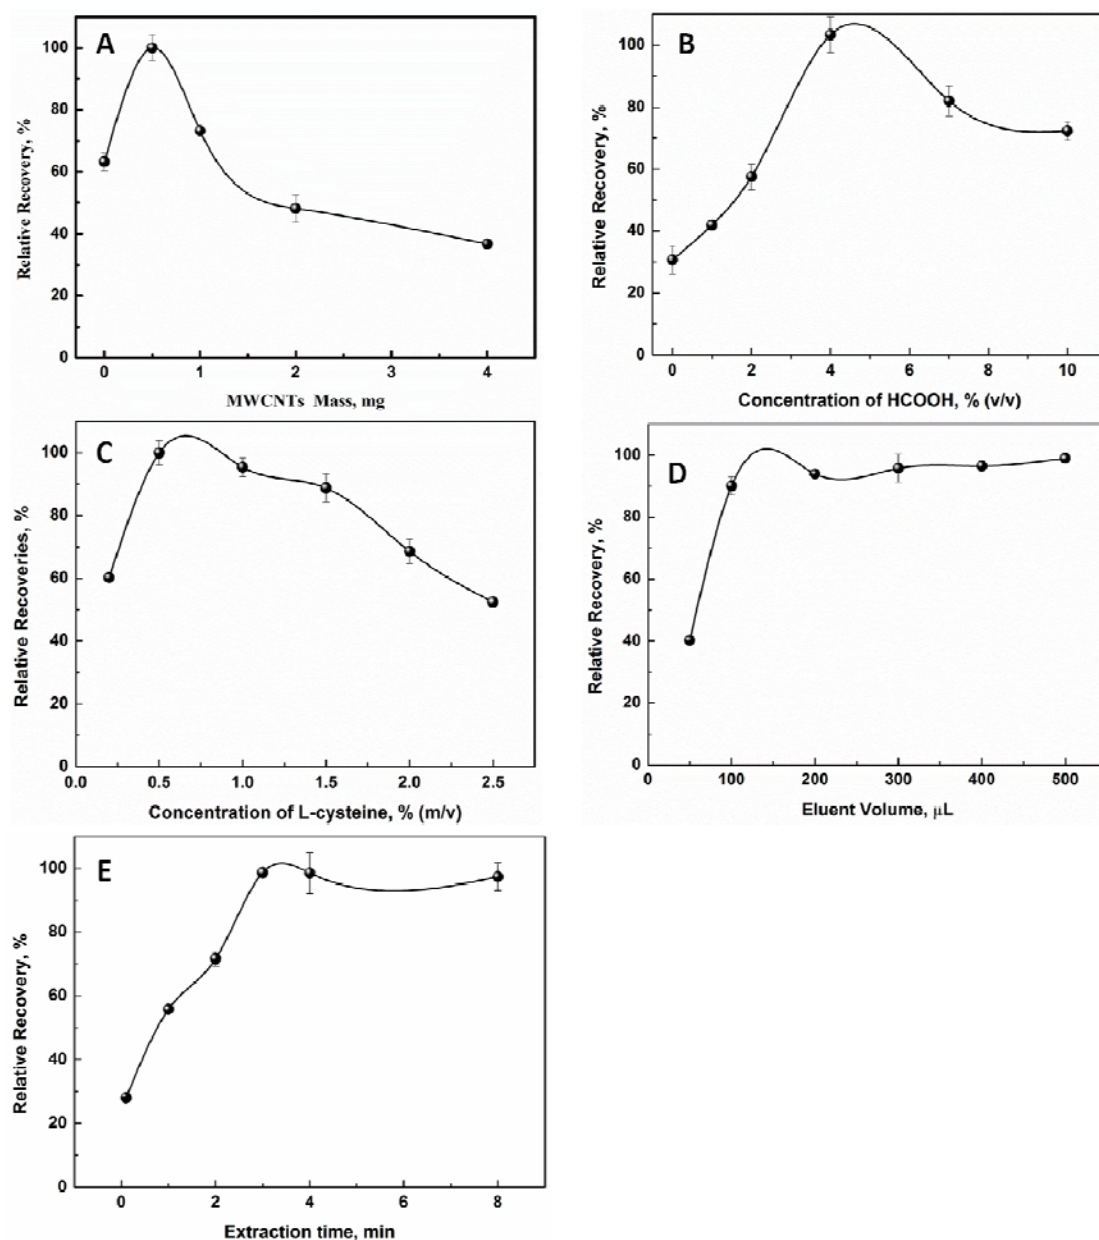 A
Relative Recovery, %
100
80
60
40
20
0
0 1 2 3 4
MWCNTs Mass, mg
B
Relative Recovery, %
100
80
60
40
20
0
0 2 4 6 8 10
Concentration of HCOOH, % (v/v)
C
Relative Recoveries, %
100
80
60
40
20
0
0.0 0.5 1.0 1.5 2.0 2.5
Concentration of L-cysteine, % (m/v)
D
Relative Recovery, %
100
80
60
40
20
0
0 100 200 300 400 500
Eluent Volume, μL
E
Relative Recovery, %
100
80
60
40
20
0
0 2 4 6 8
Extraction time, min